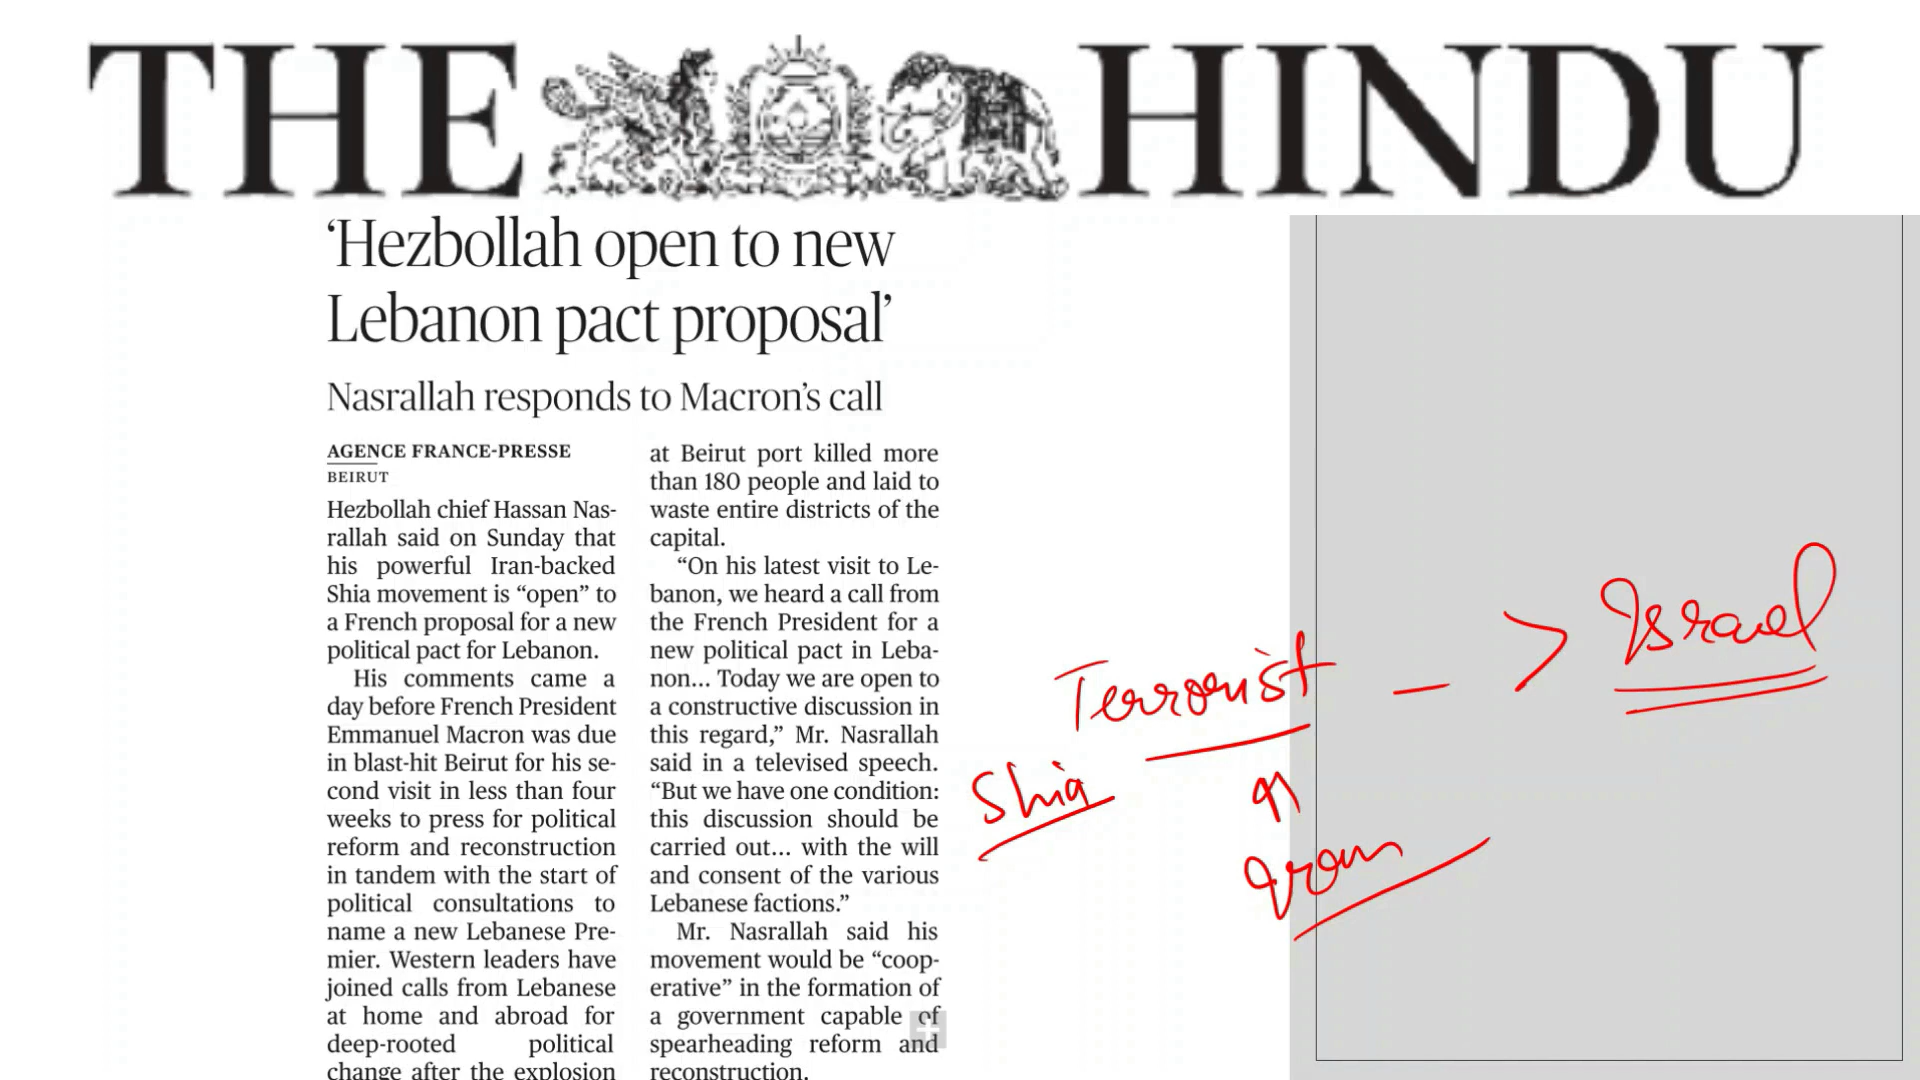 THE HINDU
‘Hezbollah open to new
Lebanon pact proposal’
Nasrallah responds to Macron’s call
AGENCE FRANCE-PRESSE
BEIRUT
Hezbollah chief Hassan Nas-
rallah said on Sunday that
his powerful Iran-backed
Shia movement is “open” to
a French proposal for a new
political pact for Lebanon.
His comments came a
day before French President
Emmanuel Macron was due
in blast-hit Beirut for his se-
cond visit in less than four
weeks to press for political
reform and reconstruction
in tandem with the start of
political consultations to
name a new Lebanese Pre-
mier. Western leaders have
joined calls from Lebanese
at home and abroad for
deep-rooted political
change after the explosion
at Beirut port killed more
than 180 people and laid to
waste entire districts of the
capital.
“On his latest visit to Le-
banon, we heard a call from
the French President for a
new political pact in Leba-
non... Today we are open to
a constructive discussion in
this regard,” Mr. Nasrallah
said in a televised speech.
“But we have one condition:
this discussion should be
carried out... with the will
and consent of the various
Lebanese factions.”
Mr. Nasrallah said his
movement would be “coop-
erative” in the formation of
a government capable of
spearheading reform and
reconstruction.
Terrorist – > Israel
Shia
Iran